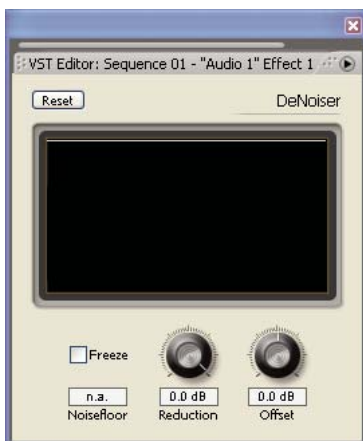 VST Editor: Sequence 01 - "Audio 1" Effect 1
Reset
DeNoiser
Freeze
n.a.
0.0 dB
0.0 dB
Noisefloor
Reduction
Offset